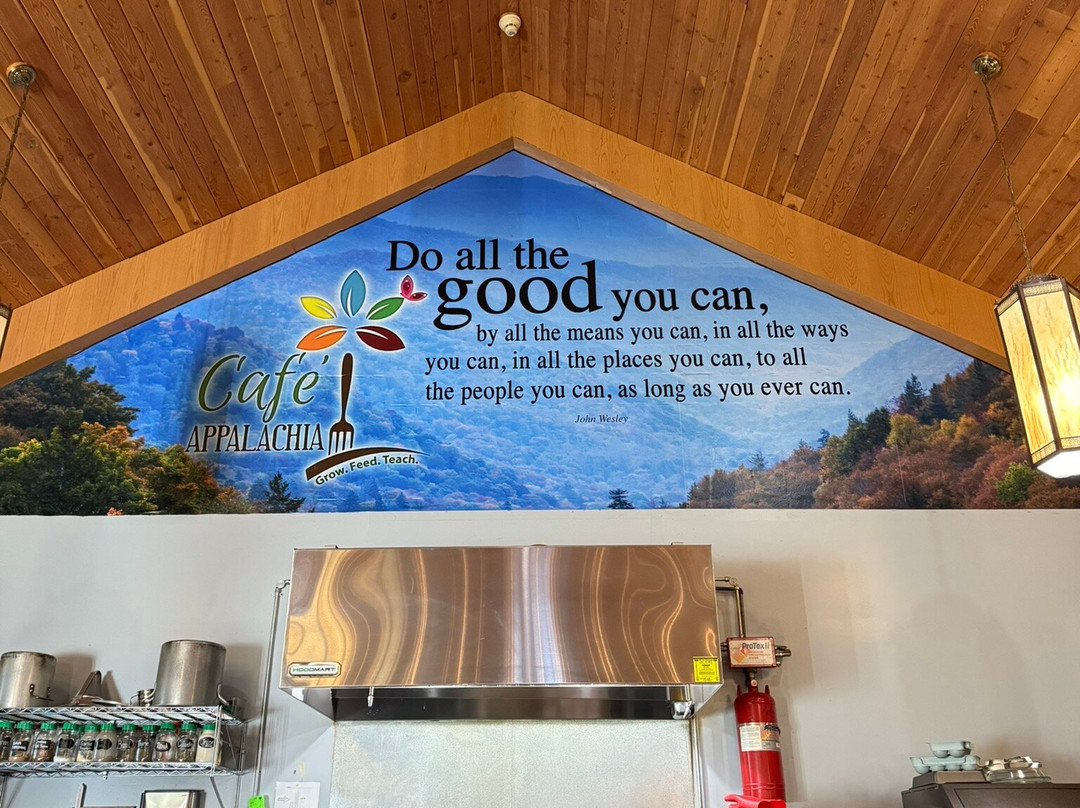 Do all the
good you can,
by all the means you can, in all the ways
you can, in all the places you can, to all
the people you can, as long as you ever can.
John Wesley
Café
APPALACHIA
Grow. Feed. Teach.
HOODMART
ProTex II